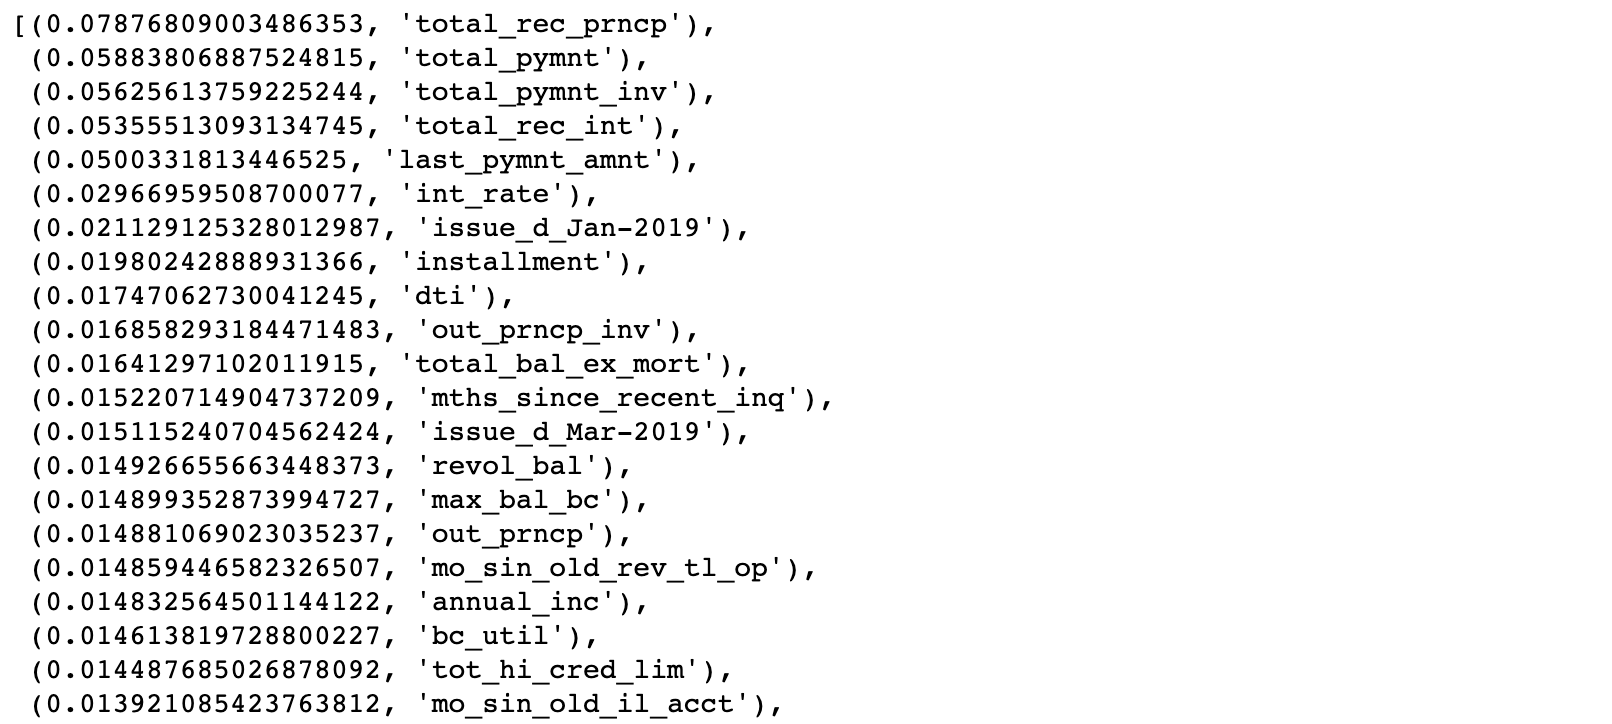 [(0.07876809003486353, 'total_rec_prncp'),
(0.05883806887524815, 'total_pymnt'),
(0.05625613759225244, 'total_pymnt_inv'),
(0.05355513093134745, 'total_rec_int'),
(0.0500331813446525, 'last_pymnt_amnt'),
(0.02966959508700077, 'int_rate'),
(0.021129125328012987, 'issue_d_Jan-2019'),
(0.01980242888931366, 'installment'),
(0.01747062730041245, 'dti'),
(0.016858293184471483, 'out_prncp_inv'),
(0.01641297102011915, 'total_bal_ex_mort'),
(0.015220714904737209, 'mths_since_recent_inq'),
(0.015115240704562424, 'issue_d_Mar-2019'),
(0.014926655663448373, 'revol_bal'),
(0.014899352873994727, 'max_bal_bc'),
(0.014881069023035237, 'out_prncp'),
(0.014859446582326507, 'mo_sin_old_rev_tl_op'),
(0.014832564501144122, 'annual_inc'),
(0.014613819728800227, 'bc_util'),
(0.014487685026878092, 'tot_hi_cred_lim'),
(0.013921085423763812, 'mo_sin_old_il_acct'),